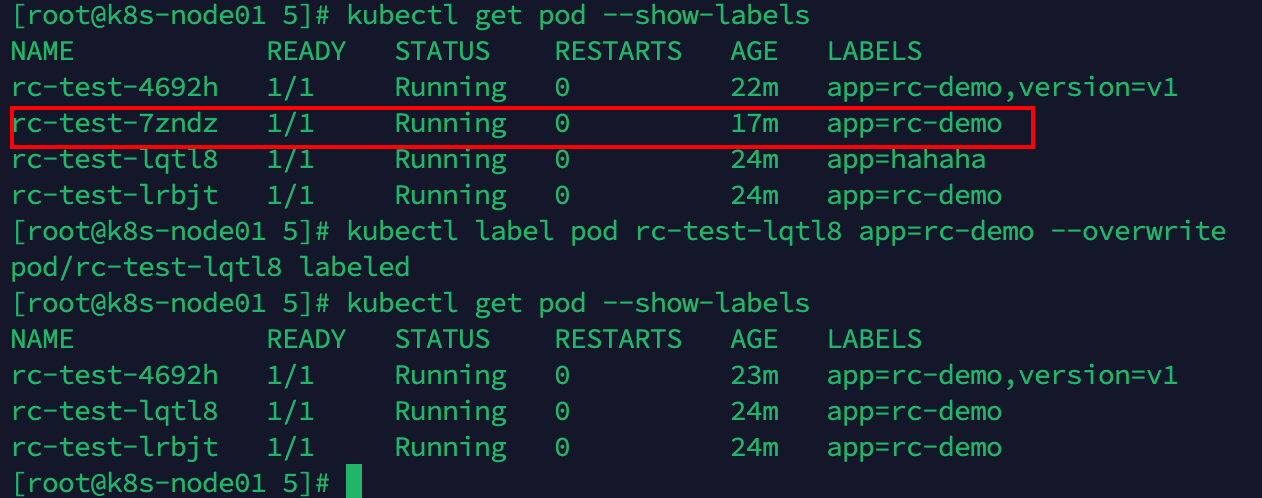 [root@k8s-node01 5]# kubectl get pod --show-labels
NAME READY STATUS RESTARTS AGE LABELS
rc-test-4692h 1/1 Running 0 22m app=rc-demo,version=v1
rc-test-7zndz 1/1 Running 0 17m app=rc-demo
rc-test-lqtl8 1/1 Running 0 24m app=hahaha
rc-test-lrbjt 1/1 Running 0 24m app=rc-demo
[root@k8s-node01 5]# kubectl label pod rc-test-lqtl8 app=rc-demo --overwrite
pod/rc-test-lqtl8 labeled
[root@k8s-node01 5]# kubectl get pod --show-labels
NAME READY STATUS RESTARTS AGE LABELS
rc-test-4692h 1/1 Running 0 23m app=rc-demo,version=v1
rc-test-lqtl8 1/1 Running 0 24m app=rc-demo
rc-test-lrbjt 1/1 Running 0 24m app=rc-demo
[root@k8s-node01 5]#